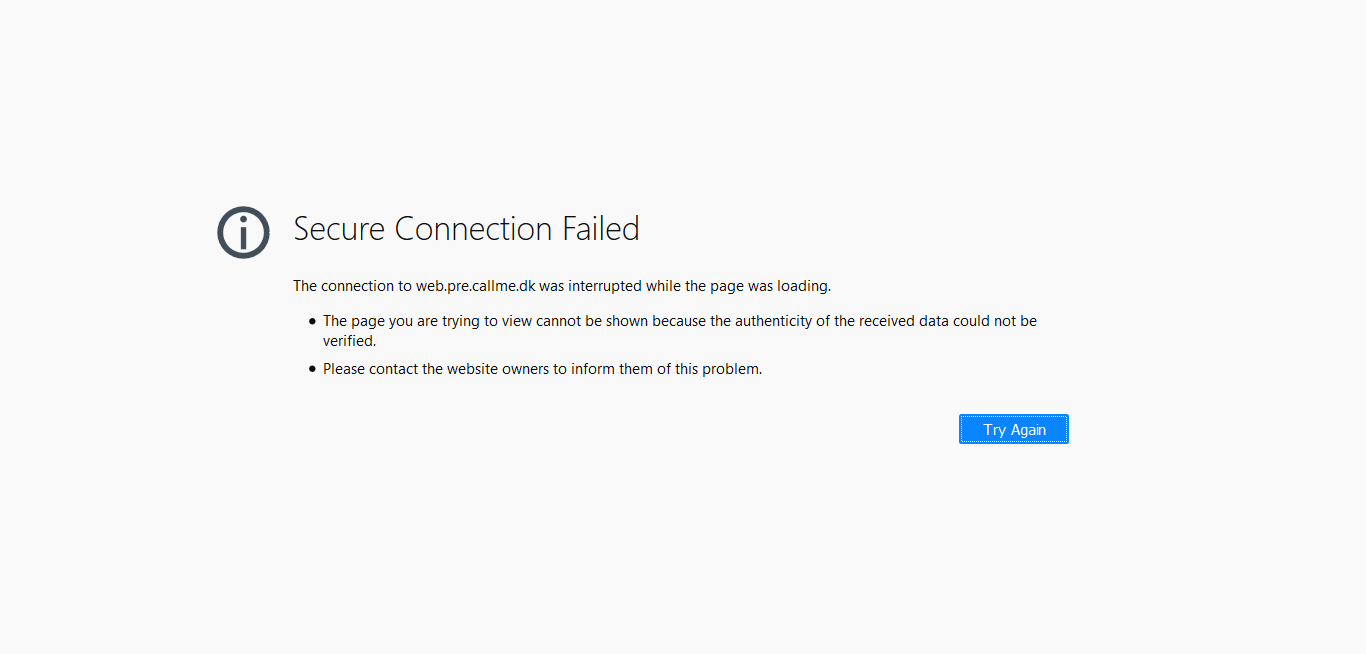 Secure Connection Failed
The connection to web.pre.callme.dk was interrupted while the page was loading.
• The page you are trying to view cannot be shown because the authenticity of the received data could not be
verified.
• Please contact the website owners to inform them of this problem.
Try Again